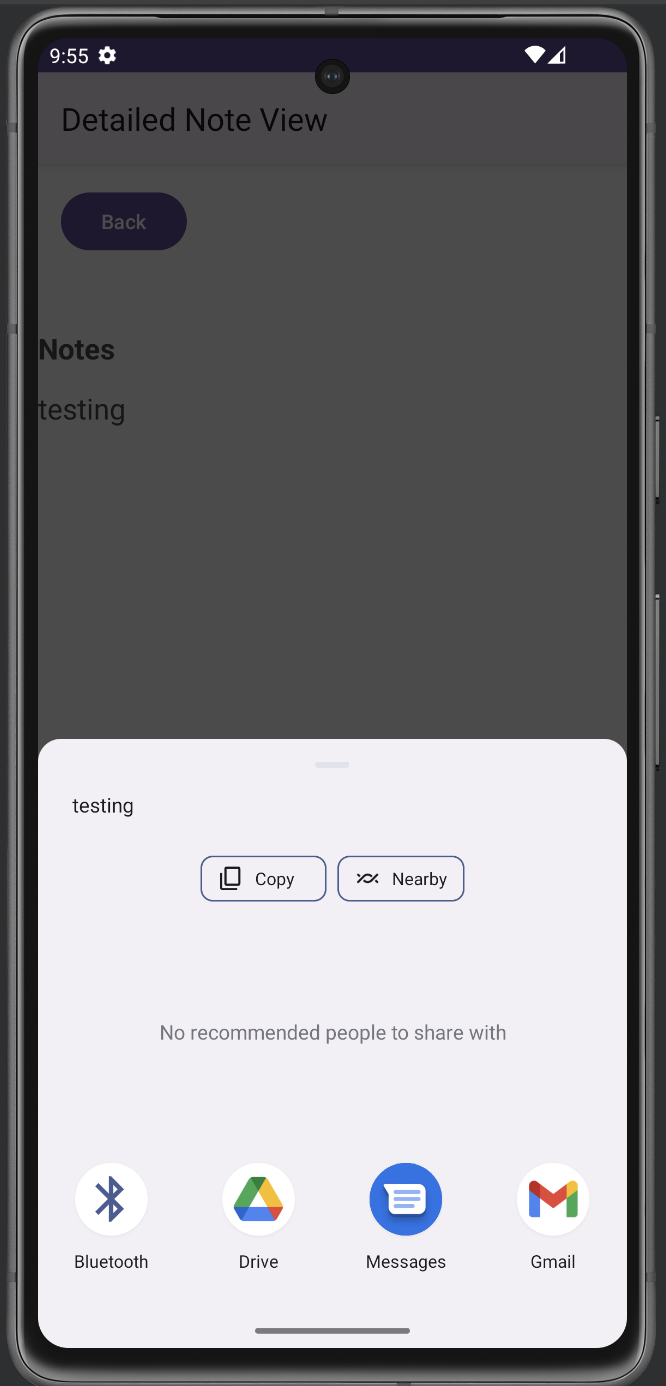 9:55
Detailed Note View
Back
Notes
testing
testing
Copy
Nearby
No recommended people to share with
Bluetooth
Drive
Messages
Gmail